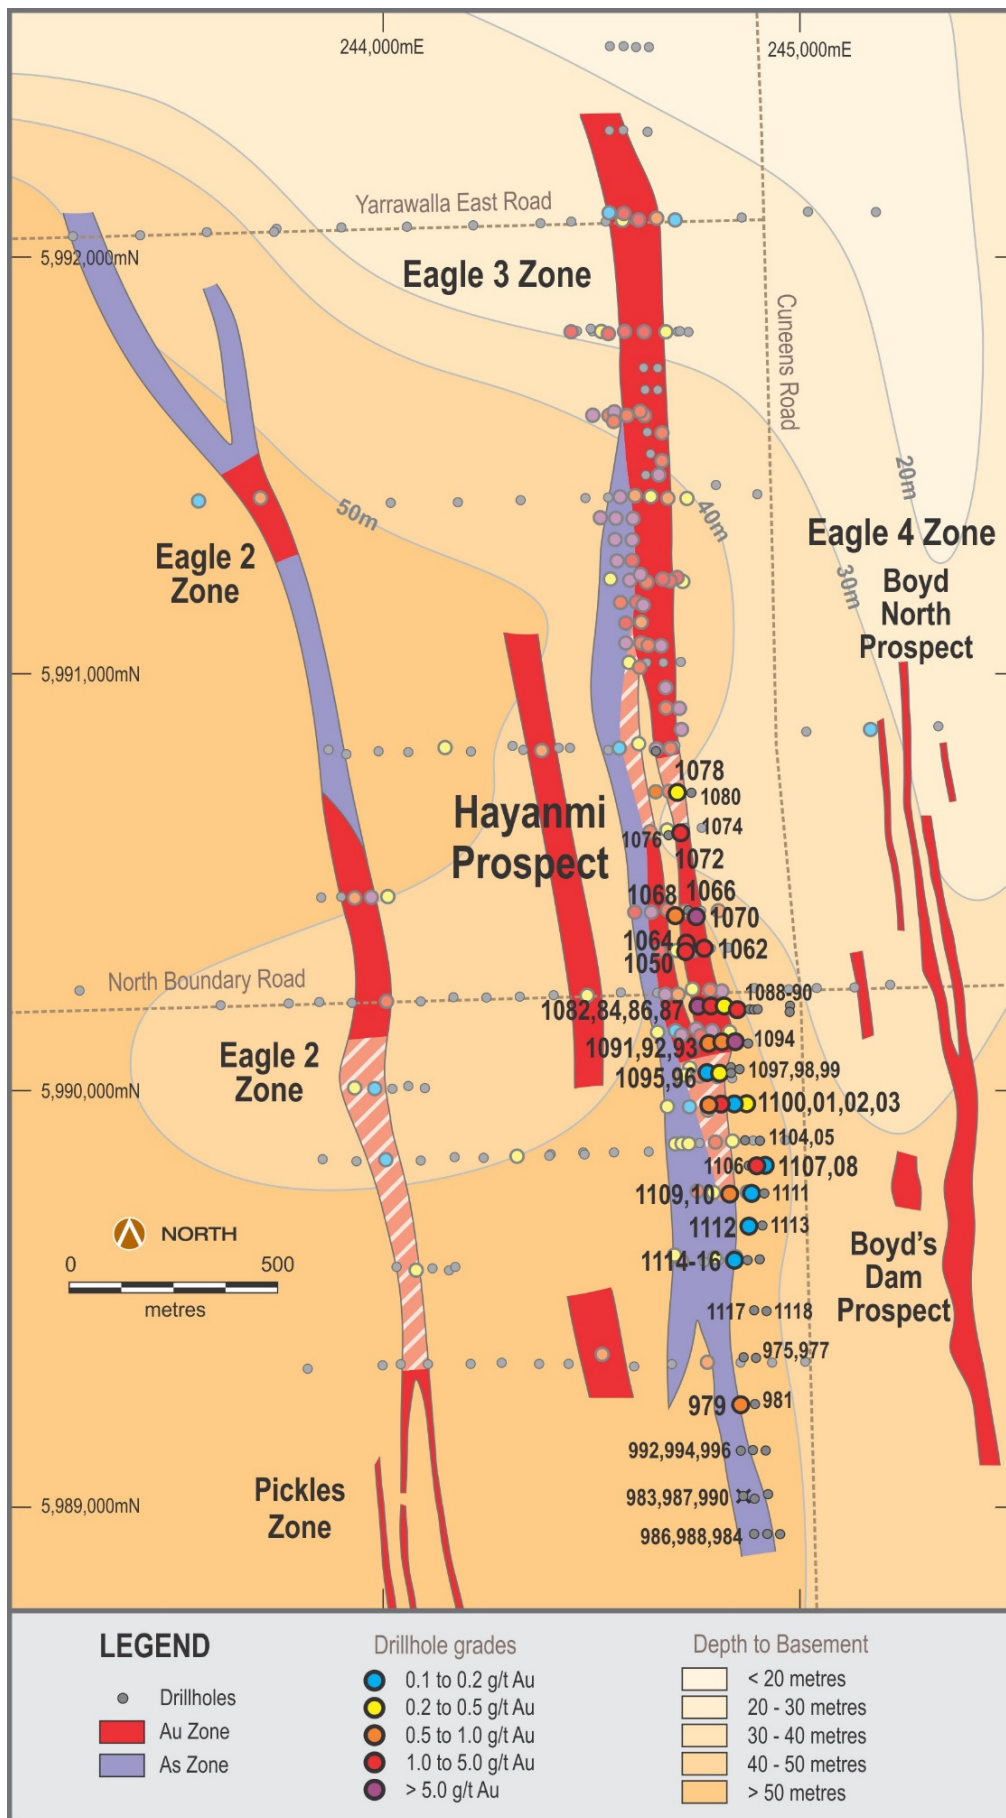 244,000mE
245,000mE
Yarrawalla East Road
5,992,000mN
Eagle 3 Zone
Cuneens Road
20m
50m
40m
Eagle 4 Zone
Eagle 2
Zone
30m
Boyd
North
Prospect
5,991,000mN
1078
1080
Hayanmi
Prospect
1074
1076
1072
1068
1066
1070
1064
1062
1050
North Boundary Road
1088-90
1082,84,86,87
1091,92,93
1094
Eagle 2
Zone
1095,96
1097,98,99
5,990,000mN
1100,01,02,03
1104,05
1106
1107,08
1109,10
1111
NORTH
1112
1113
Boyd's
Dam
Prospect
1114-16
0
500
metres
1117
1118
975,977
979
981
992,994,996
Pickles
Zone
983,987,990
5,989,000mN
986,988,984
LEGEND
Drillholes
Au Zone
As Zone
Drillhole grades
0.1 to 0.2 g/t Au
0.2 to 0.5 g/t Au
0.5 to 1.0 g/t Au
1.0 to 5.0 g/t Au
> 5.0 g/t Au
Depth to Basement
< 20 metres
20 - 30 metres
30 - 40 metres
40 - 50 metres
> 50 metres